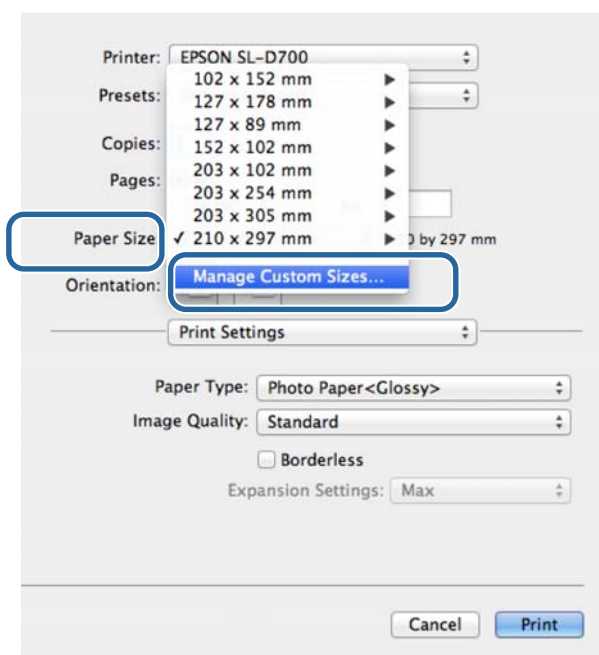 Printer: EPSON SL-D700
102 x 152 mm
Presets:
127 x 178 mm
127 x 89 mm
Copies:
152 x 102 mm
Pages:
203 x 102 mm
203 x 254 mm
203 x 305 mm
Paper Size ✓ 210 x 297 mm by 297 mm
Manage Custom Sizes...
Orientation:
Print Settings
Paper Type: Photo Paper<Glossy>
Image Quality: Standard
Borderless
Expansion Settings: Max
Cancel Print